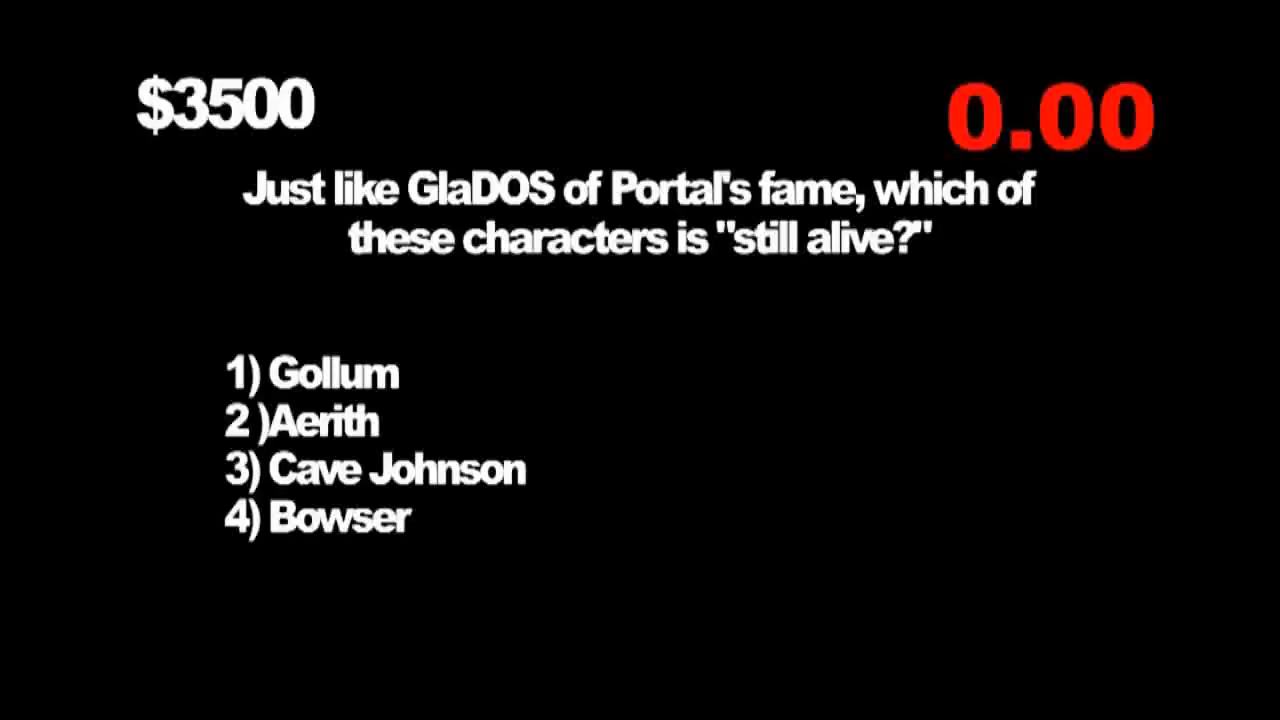 $3500
0.00
Just like GlaDOS of Portal's fame, which of
these characters is "still alive?"
1) Gollum
2 )Aerith
3) Cave Johnson
4) Bowser